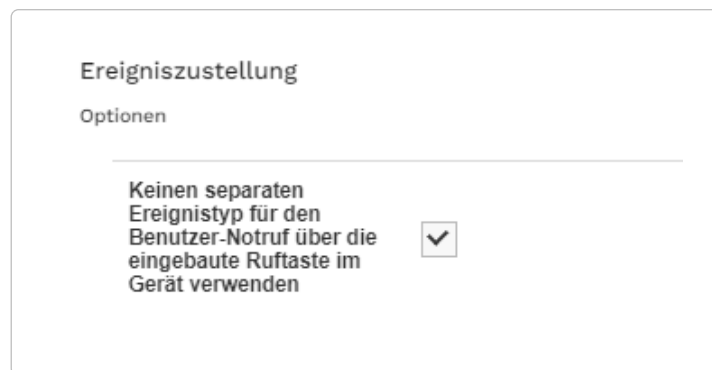 Ereigniszustellung
Optionen
Keinen separaten
Ereignistyp für den
Benutzer-Notruf über die
eingebaute Ruftaste im
Gerät verwenden